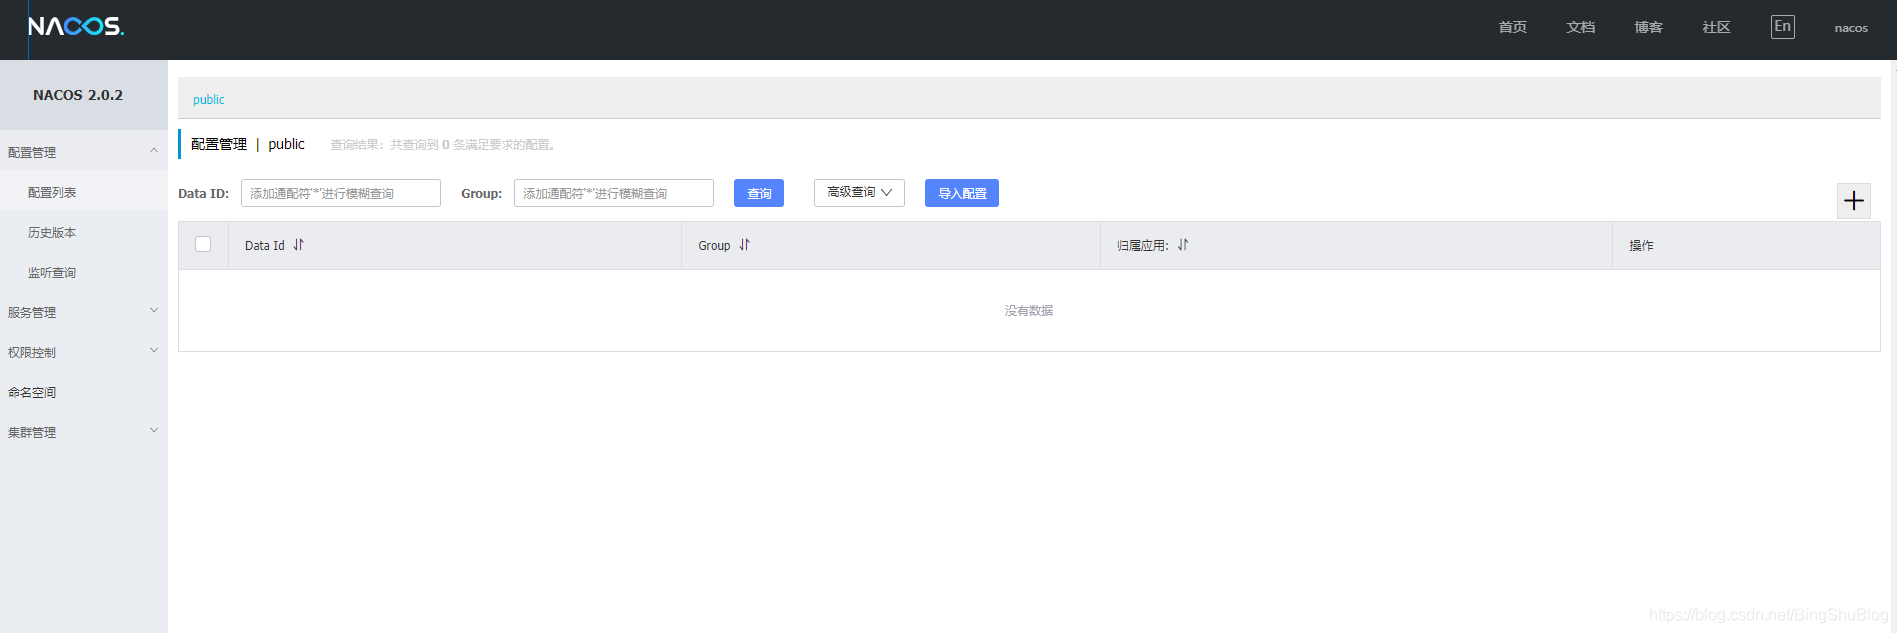 NACOS.
首页 文档 博客 社区 En nacos
NACOS 2.0.2
配置管理
配置列表
历史版本
监听查询
服务管理
权限控制
命名空间
集群管理
public
配置管理 | public 查询结果：共查询到 0 条满足要求的配置。
Data ID: 添加通配符'*'进行模糊查询 Group: 添加通配符'*'进行模糊查询 查询 高级查询 导入配置
Data Id Group 归属应用: 操作
没有数据
https://blog.csdn.net/BingShuBlog